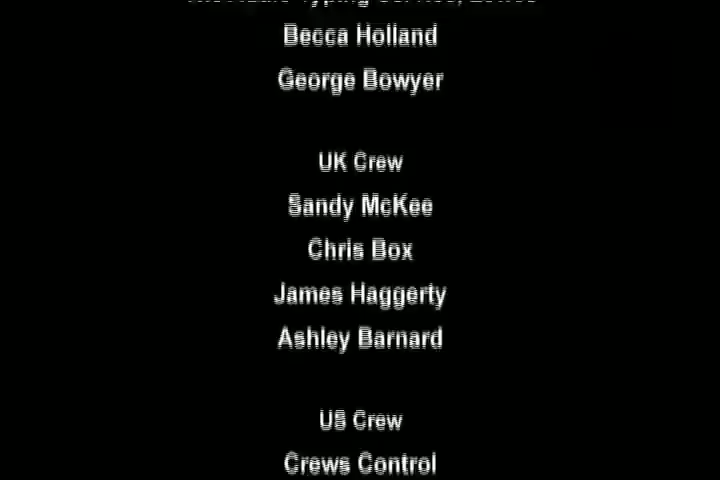 Becca Holland
George Bowyer
UK Crew
Sandy McKee
Chris Box
James Haggerty
Ashley Barnard
US Crew
Crews Control